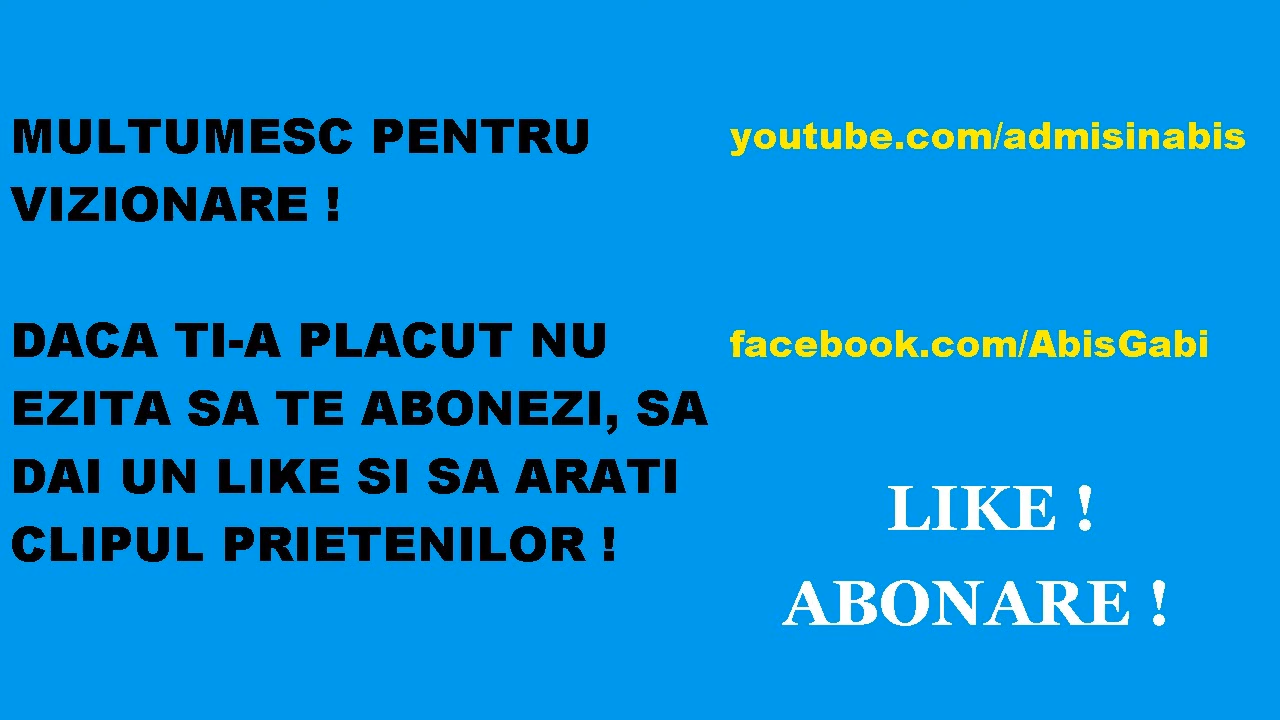 MULTUMESC PENTRU
VIZIONARE !
DACA TI-A PLACUT NU
EZITA SA TE ABONEZI, SA
DAI UN LIKE SI SA ARATI
CLIPUL PRIETENILOR !
youtube.com/admisinabis
facebook.com/AbisGabi
LIKE !
ABONARE !